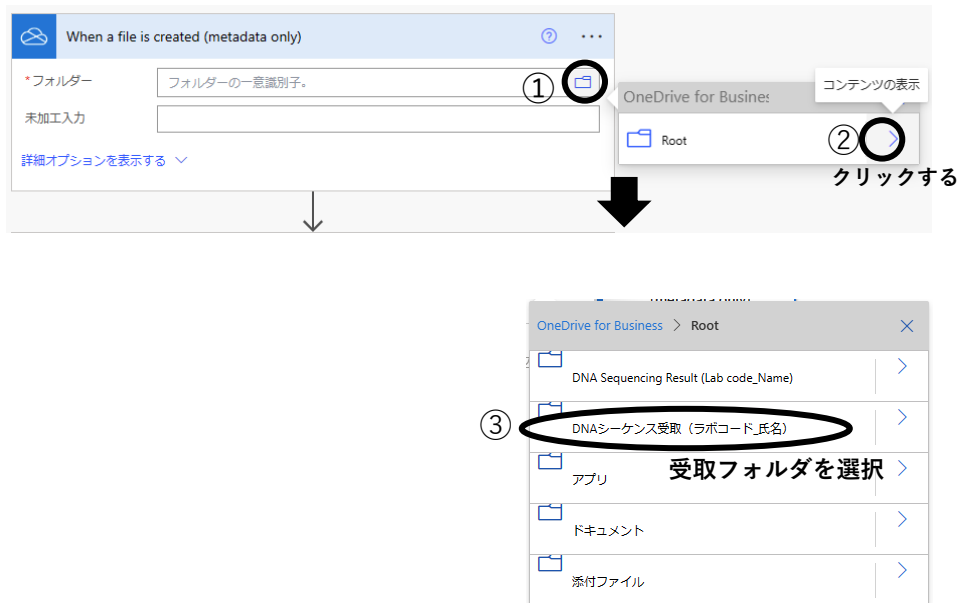 When a file is created (metadata only)
*フォルダー
フォルダーの一意識別子。
①
未加工入力
詳細オプションを表示する
コンテンツの表示
OneDrive for Busines
Root
②
クリックする
OneDrive for Business > Root
DNA Sequencing Result (Lab code_Name)
③
DNAシーケンス受取（ラボコード_氏名）
受取フォルダを選択
アプリ
ドキュメント
添付ファイル